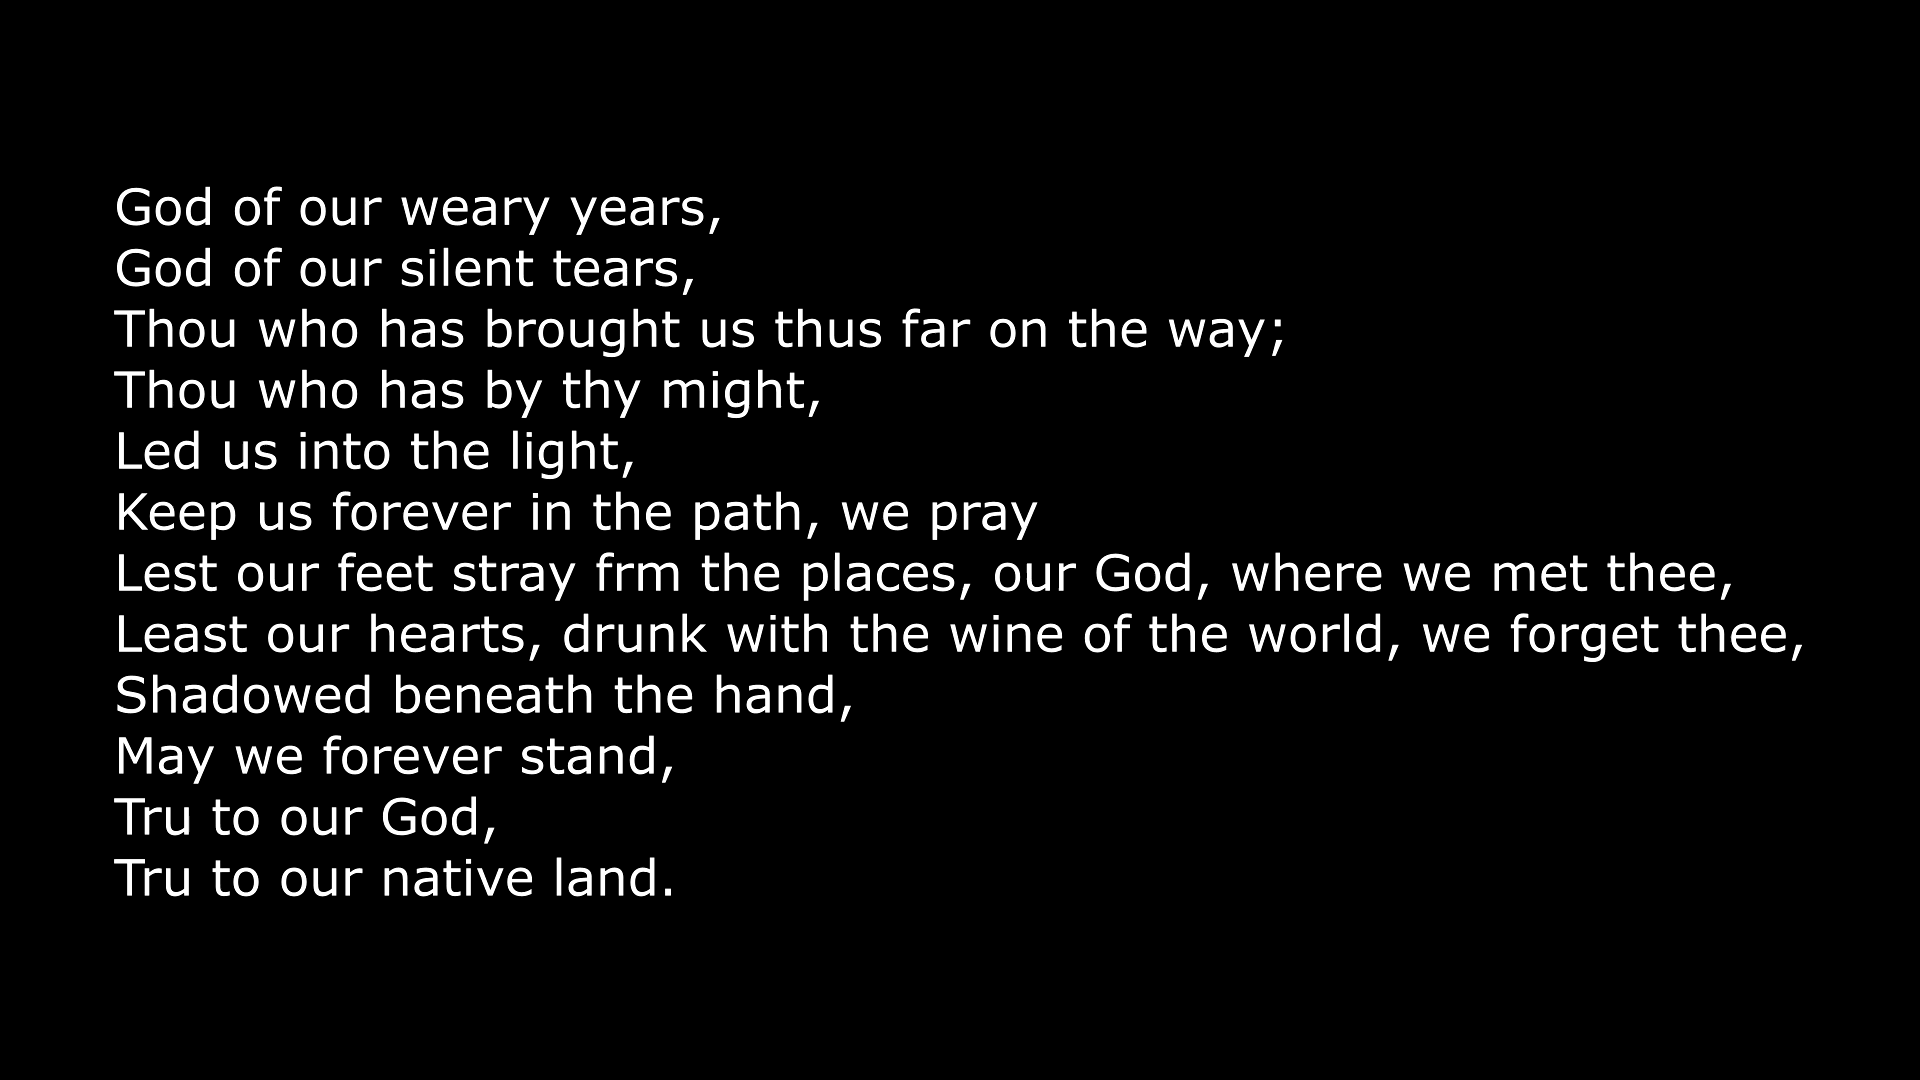 God of our weary years,
God of our silent tears,
Thou who has brought us thus far on the way;
Thou who has by thy might,
Led us into the light,
Keep us forever in the path, we pray
Lest our feet stray frm the places, our God, where we met thee,
Least our hearts, drunk with the wine of the world, we forget thee,
Shadowed beneath the hand,
May we forever stand,
Tru to our God,
Tru to our native land.